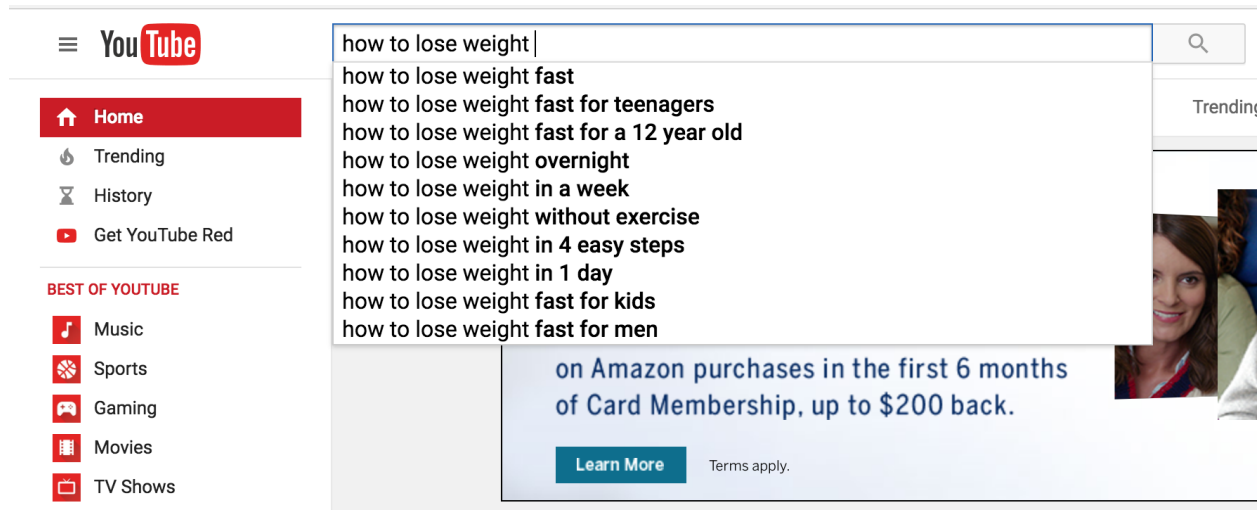 YouTube
how to lose weight
how to lose weight fast
how to lose weight fast for teenagers
how to lose weight fast for a 12 year old
how to lose weight overnight
how to lose weight in a week
how to lose weight without exercise
how to lose weight in 4 easy steps
how to lose weight in 1 day
how to lose weight fast for kids
how to lose weight fast for men
Home
Trending
History
Get YouTube Red
BEST OF YOUTUBE
Music
Sports
Gaming
Movies
TV Shows
Trending
on Amazon purchases in the first 6 months
of Card Membership, up to $200 back.
Learn More
Terms apply.